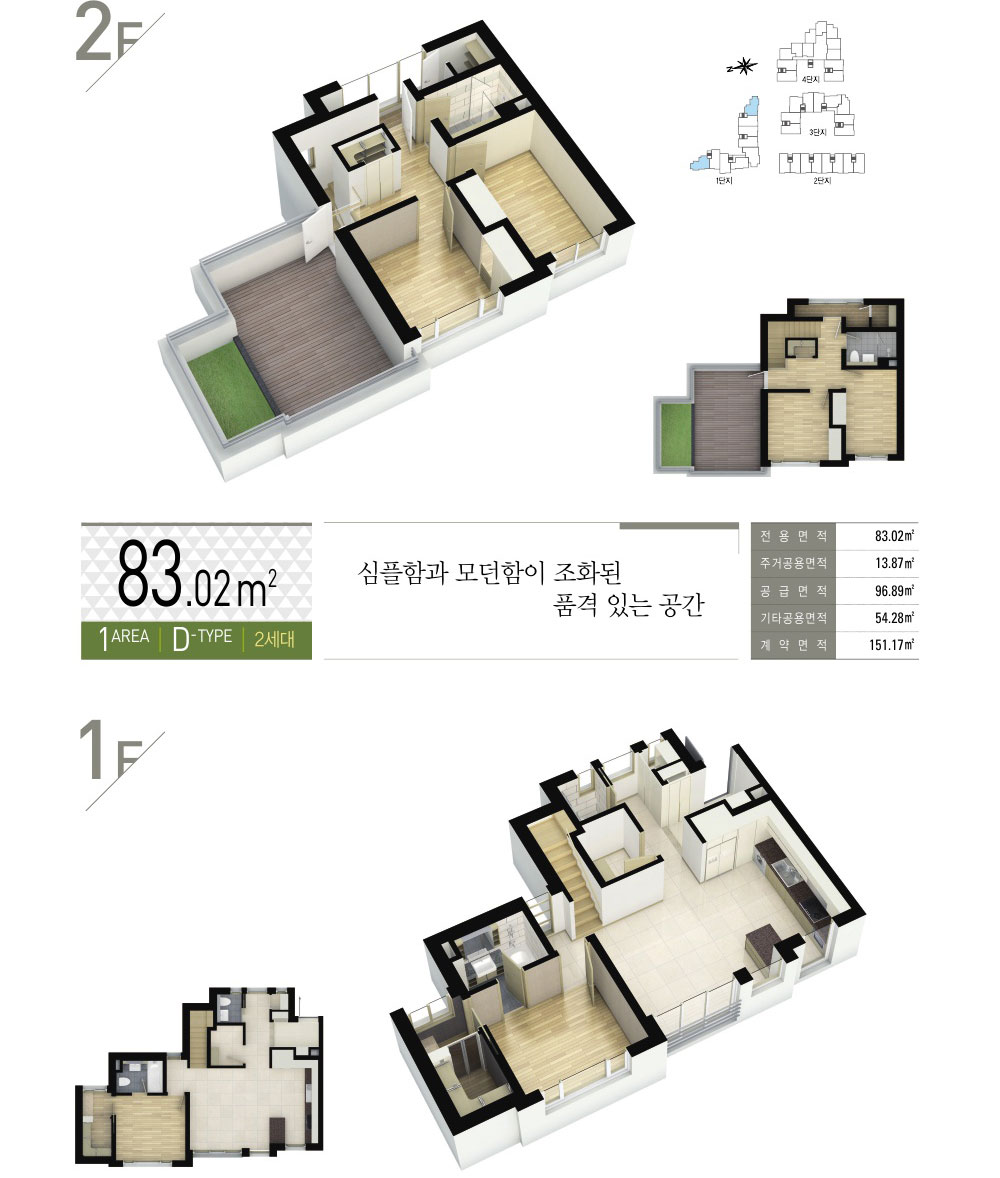 2F
N
4단지
3단지
1단지
2단지
83.02m²
1 AREA | D-TYPE | 2세대
심플함과 모던함이 조화된
품격 있는 공간
전용면적 83.02㎡
주거공용면적 13.87㎡
공급면적 96.89㎡
기타공용면적 54.28㎡
계약면적 151.17㎡
1F